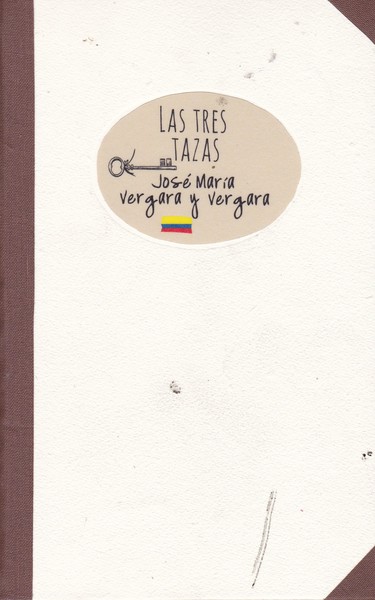 LAS TRES
TAZAS
José María
Vergara y Vergara